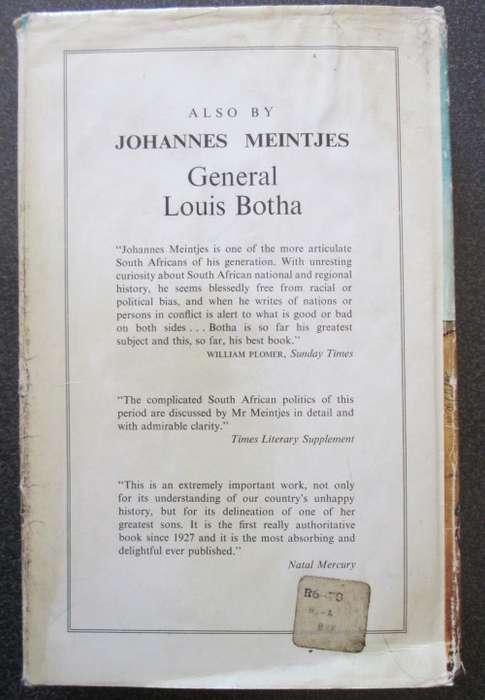 ALSO BY
JOHANNES MEINTJES
General
Louis Botha
"Johannes Meintjes is one of the more articulate
South Africans of his generation. With unresting
curiosity about South African national and regional
history, he seems blessedly free from racial or
political bias, and when he writes of nations or
persons in conflict is alert to what is good or bad
on both sides . . . Botha is so far his greatest
subject and this, so far, his best book."
WILLIAM PLOMER, Sunday Times
"The complicated South African politics of this
period are discussed by Mr Meintjes in detail and
with admirable clarity."
Times Literary Supplement
"This is an extremely important work, not only
for its understanding of our country's unhappy
history, but for its delineation of one of her
greatest sons. It is the first really authoritative
book since 1927 and it is the most absorbing and
delightful ever published."
Natal Mercury